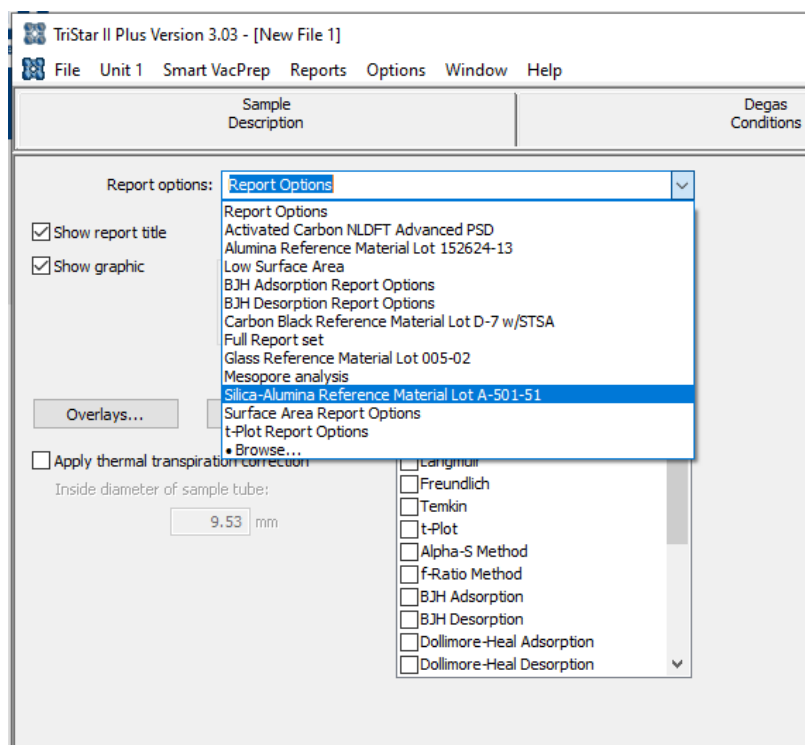 TriStar II Plus Version 3.03 - [New File 1]
File Unit 1 Smart VacPrep Reports Options Window Help
Sample
Description
Degas
Conditions
Report options: Report Options
Report Options
Activated Carbon NLDFT Advanced PSD
Alumina Reference Material Lot 152624-13
Low Surface Area
BJH Adsorption Report Options
BJH Desorption Report Options
Carbon Black Reference Material Lot D-7 w/STSA
Full Report set
Glass Reference Material Lot 005-02
Mesopore analysis
Silica-Alumina Reference Material Lot A-501-51
Surface Area Report Options
t-Plot Report Options
• Browse...
Show report title
Show graphic
Overlays...
Apply thermal transpiration correction
Inside diameter of sample tube:
9.53 mm
Langmuir
Freundlich
Temkin
t-Plot
Alpha-S Method
f-Ratio Method
BJH Adsorption
BJH Desorption
Dollimore-Heal Adsorption
Dollimore-Heal Desorption